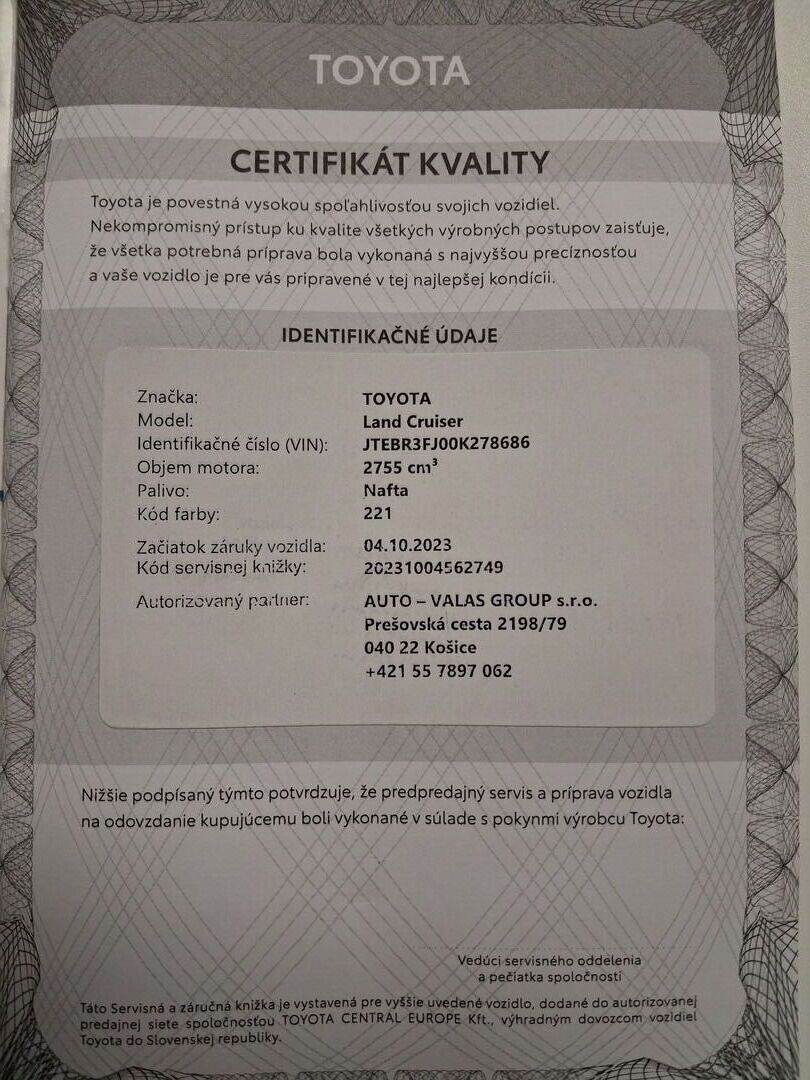 TOYOTA
CERTIFIKÁT KVALITY
Toyota je povestná vysokou spoľahlivosťou svojich vozidiel.
Nekompromisný prístup ku kvalite všetkých výrobných postupov zaisťuje,
že všetka potrebná príprava bola vykonaná s najvyššou precíznosťou
a vaše vozidlo je pre vás pripravené v tej najlepšej kondícii.
IDENTIFIKAČNÉ ÚDAJE
Značka: TOYOTA
Model: Land Cruiser
Identifikačné číslo (VIN): JTEBR3FJ00K278686
Objem motora: 2755 cm³
Palivo: Nafta
Kód farby: 221
Začiatok záruky vozidla: 04.10.2023
Kód servisnej knižky: 20231004562749
Autorizovaný partner: AUTO – VALAS GROUP s.r.o.
Prešovská cesta 2198/79
040 22 Košice
+421 55 7897 062
Nižšie podpísaný týmto potvrdzuje, že predpredajný servis a príprava vozidla
na odovzdanie kupujúcemu boli vykonané v súlade s pokynmi výrobcu Toyota:
Vedúci servisného oddelenia
a pečiatka spoločnosti
Táto Servisná a záručná knižka je vystavená pre vyššie uvedené vozidlo, dodané do autorizovanej
predajnej siete spoločnosťou TOYOTA CENTRAL EUROPE Kft., výhradným dovozcom vozidiel
Toyota do Slovenskej republiky.